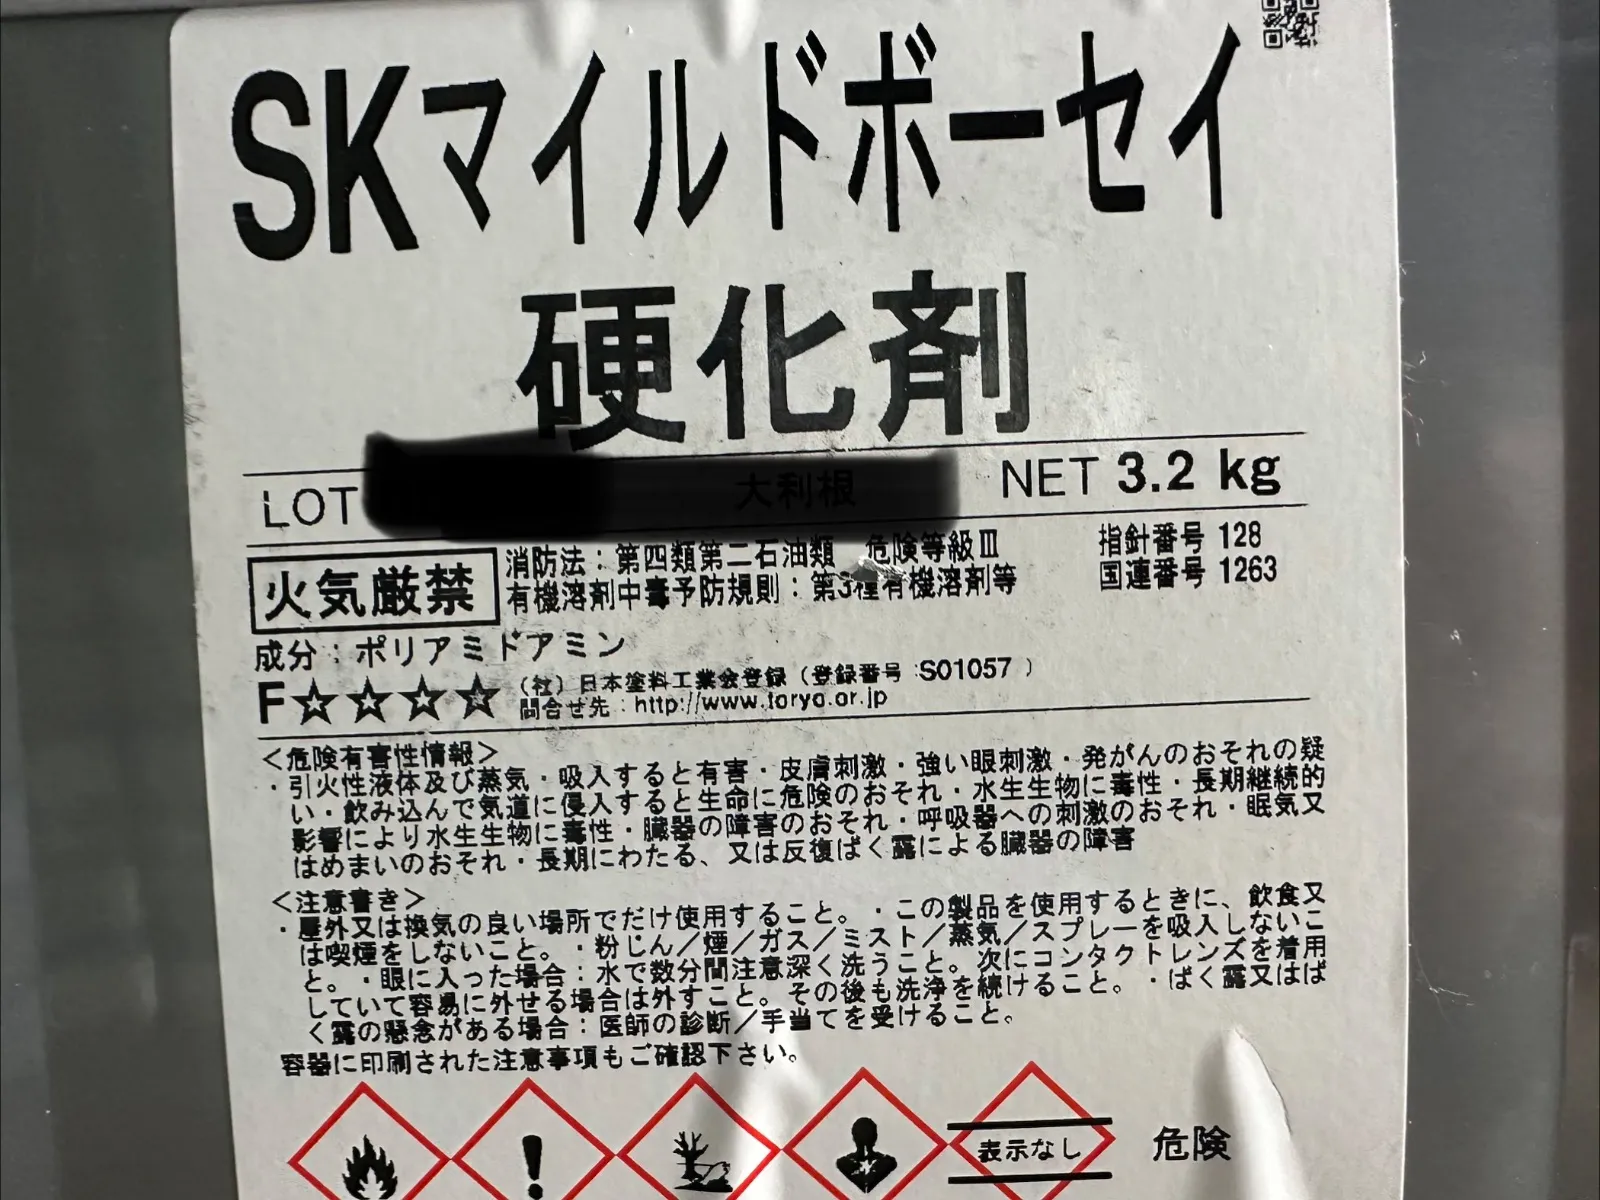 SKマイルドボーセイ
硬化剤
LOT 大利根 NET 3.2 kg
火気厳禁
消防法：第四類第二石油類 危険等級Ⅲ
有機溶剤中毒予防規則：第3種有機溶剤等
指針番号 128
国連番号 1263
成分：ポリアミドアミン
F☆☆☆☆
（社）日本塗料工業会登録（登録番号：S01057）
問合せ先：http://www.toryo.or.jp
＜危険有害性情報＞
・引火性液体及び蒸気・吸入すると有害・皮膚刺激・強い眼刺激・発がんのおそれの疑
い・飲み込んで気道に侵入すると生命に危険のおそれ・水生生物に毒性・長期継続的
影響により水生生物に毒性・臓器の障害のおそれ・呼吸器への刺激のおそれ・眠気又
はめまいのおそれ・長期にわたる、又は反復ばく露による臓器の障害
＜注意書き＞
・屋外又は換気の良い場所でだけ使用すること。・この製品を使用するときに、飲食又
は喫煙をしないこと。・粉じん／煙／ガス／ミスト／蒸気／スプレーを吸入しないこ
と。・眼に入った場合：水で数分間注意深く洗うこと。次にコンタクトレンズを着用
していて容易に外せる場合は外すこと。その後も洗浄を続けること。・ばく露又はば
く露の懸念がある場合：医師の診断／手当てを受けること。
容器に印刷された注意事項もご確認下さい。
表示なし
危険